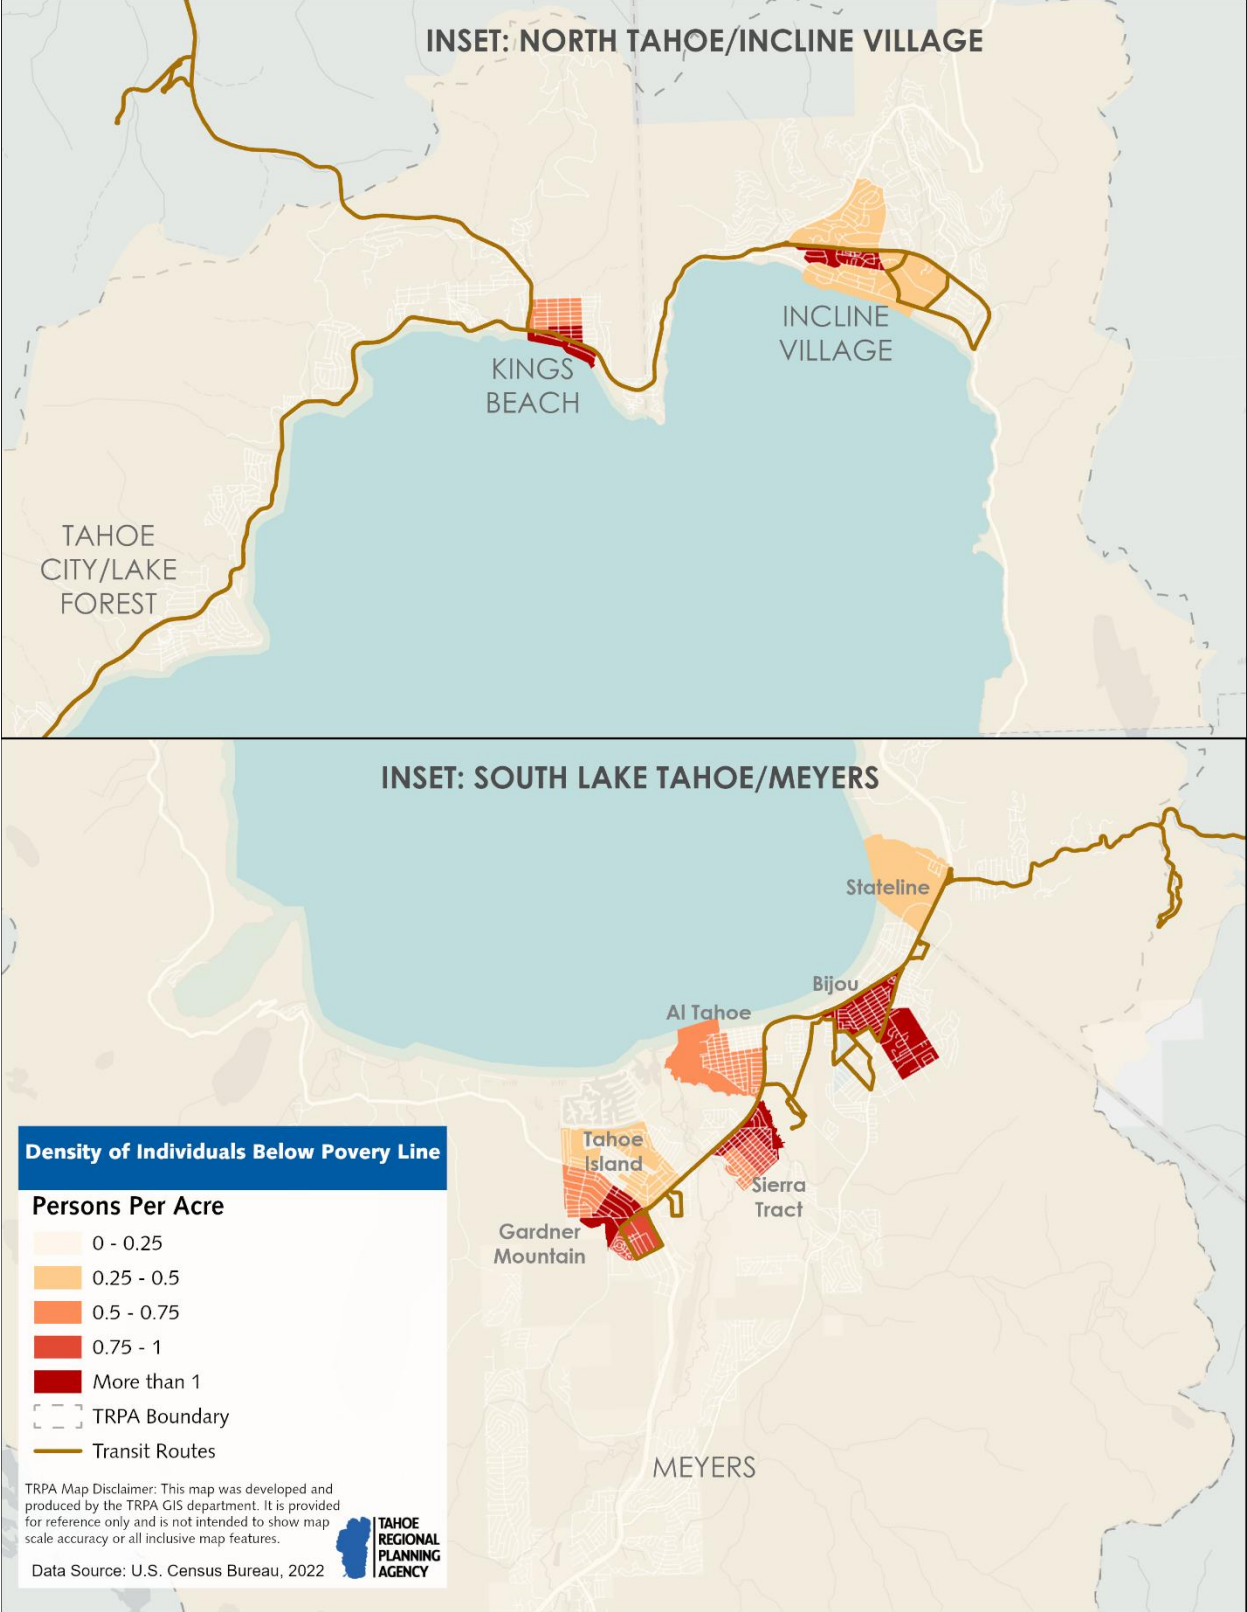 INSET: NORTH TAHOE/INCLINE VILLAGE
INCLINE
VILLAGE
KINGS
BEACH
TAHOE
CITY/LAKE
FOREST
INSET: SOUTH LAKE TAHOE/MEYERS
Stateline
Bijou
Al Tahoe
Tahoe
Island
Sierra
Tract
Gardner
Mountain
MEYERS
Density of Individuals Below Povery Line
Persons Per Acre
0 - 0.25
0.25 - 0.5
0.5 - 0.75
0.75 - 1
More than 1
TRPA Boundary
Transit Routes
TRPA Map Disclaimer: This map was developed and
produced by the TRPA GIS department. It is provided
for reference only and is not intended to show map
scale accuracy or all inclusive map features.
Data Source: U.S. Census Bureau, 2022
TAHOE
REGIONAL
PLANNING
AGENCY